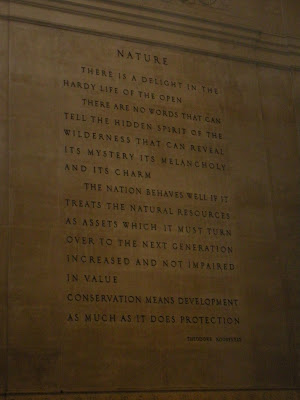 NATURE
THERE IS A DELIGHT IN THE
HARDY LIFE OF THE OPEN
THERE ARE NO WORDS THAT CAN
TELL THE HIDDEN SPIRIT OF THE
WILDERNESS THAT CAN REVEAL
ITS MYSTERY ITS MELANCHOLY
AND ITS CHARM
THE NATION BEHAVES WELL IF IT
TREATS THE NATURAL RESOURCES
AS ASSETS WHICH IT MUST TURN
OVER TO THE NEXT GENERATION
INCREASED AND NOT IMPAIRED
IN VALUE
CONSERVATION MEANS DEVELOPMENT
AS MUCH AS IT DOES PROTECTION
THEODORE ROOSEVELT